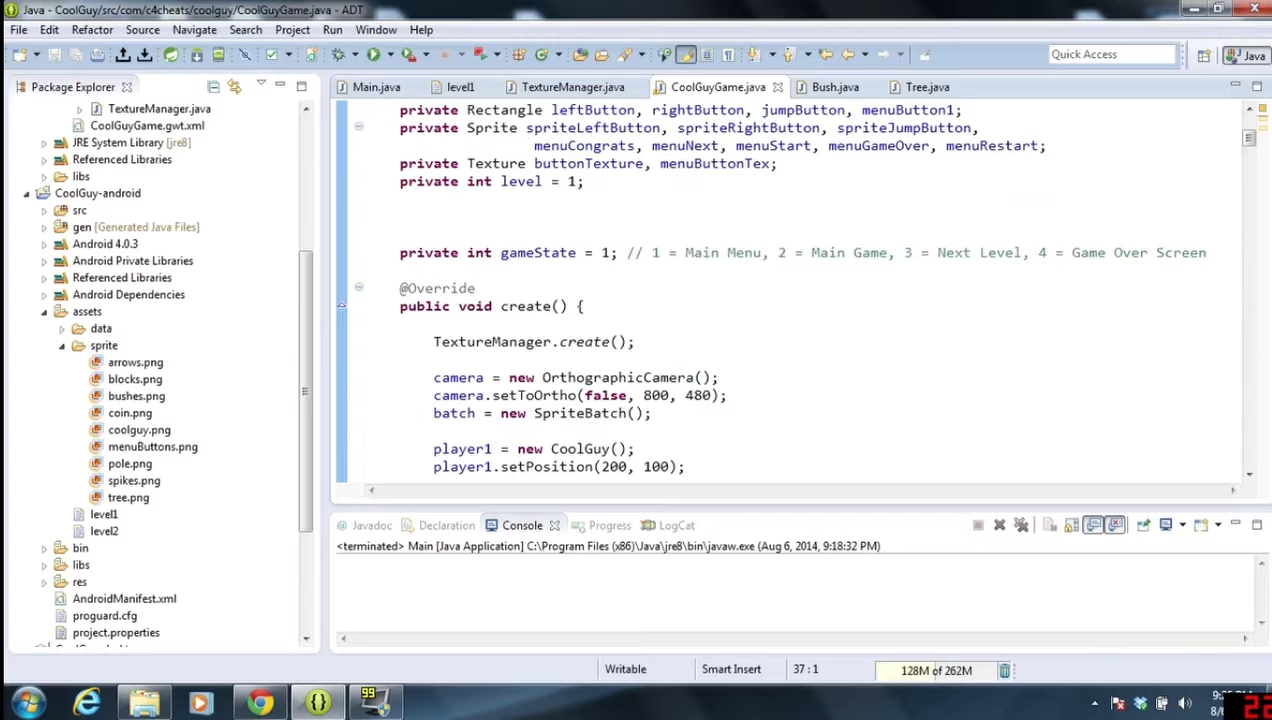 Java - CoolGuy/src/com/c4cheats/coolguy/CoolGuyGame.java - ADT
File Edit Refactor Source Navigate Search Project Run Window Help
Quick Access
Java
Package Explorer
Main.java level1 TextureManager.java CoolGuyGame.java Bush.java Tree.java
TextureManager.java
CoolGuyGame.gwt.xml
JRE System Library [jre8]
Referenced Libraries
libs
CoolGuy-android
src
gen [Generated Java Files]
Android 4.0.3
Android Private Libraries
Referenced Libraries
Android Dependencies
assets
data
sprite
arrows.png
blocks.png
bushes.png
coin.png
coolguy.png
menuButtons.png
pole.png
spikes.png
tree.png
level1
level2
bin
libs
res
AndroidManifest.xml
proguard.cfg
project.properties
private Rectangle leftButton, rightButton, jumpButton, menuButton1;
private Sprite spriteLeftButton, spriteRightButton, spriteJumpButton,
menuCongrats, menuNext, menuStart, menuGameOver, menuRestart;
private Texture buttonTexture, menuButtonTex;
private int level = 1;
private int gameState = 1; // 1 = Main Menu, 2 = Main Game, 3 = Next Level, 4 = Game Over Screen
@Override
public void create() {
TextureManager.create();
camera = new OrthographicCamera();
camera.setToOrtho(false, 800, 480);
batch = new SpriteBatch();
player1 = new CoolGuy();
player1.setPosition(200, 100);
@ Javadoc Declaration Console Progress LogCat
<terminated> Main [Java Application] C:\Program Files (x86)\Java\jre8\bin\javaw.exe (Aug 6, 2014, 9:18:32 PM)
Writable Smart Insert 37 : 1 128M of 262M
99